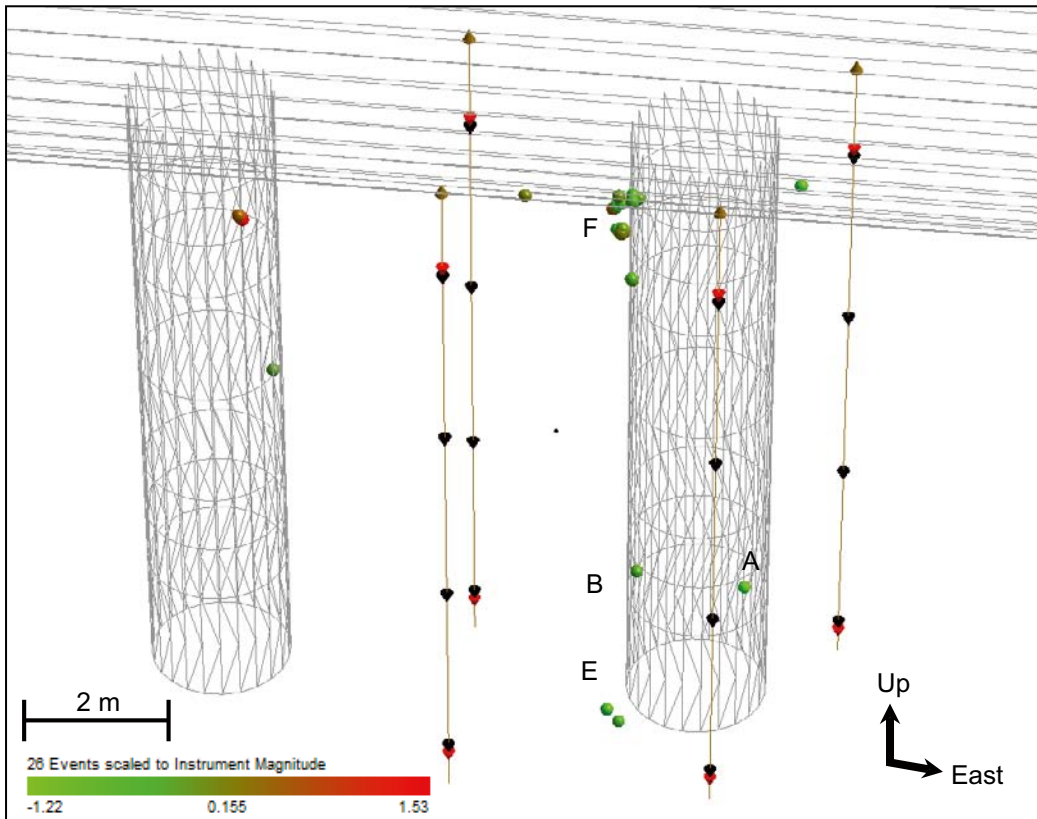 F
A
B
E
Up
2 m
East
26 Events scaled to Instrument Magnitude
-1.22 0.155 1.53